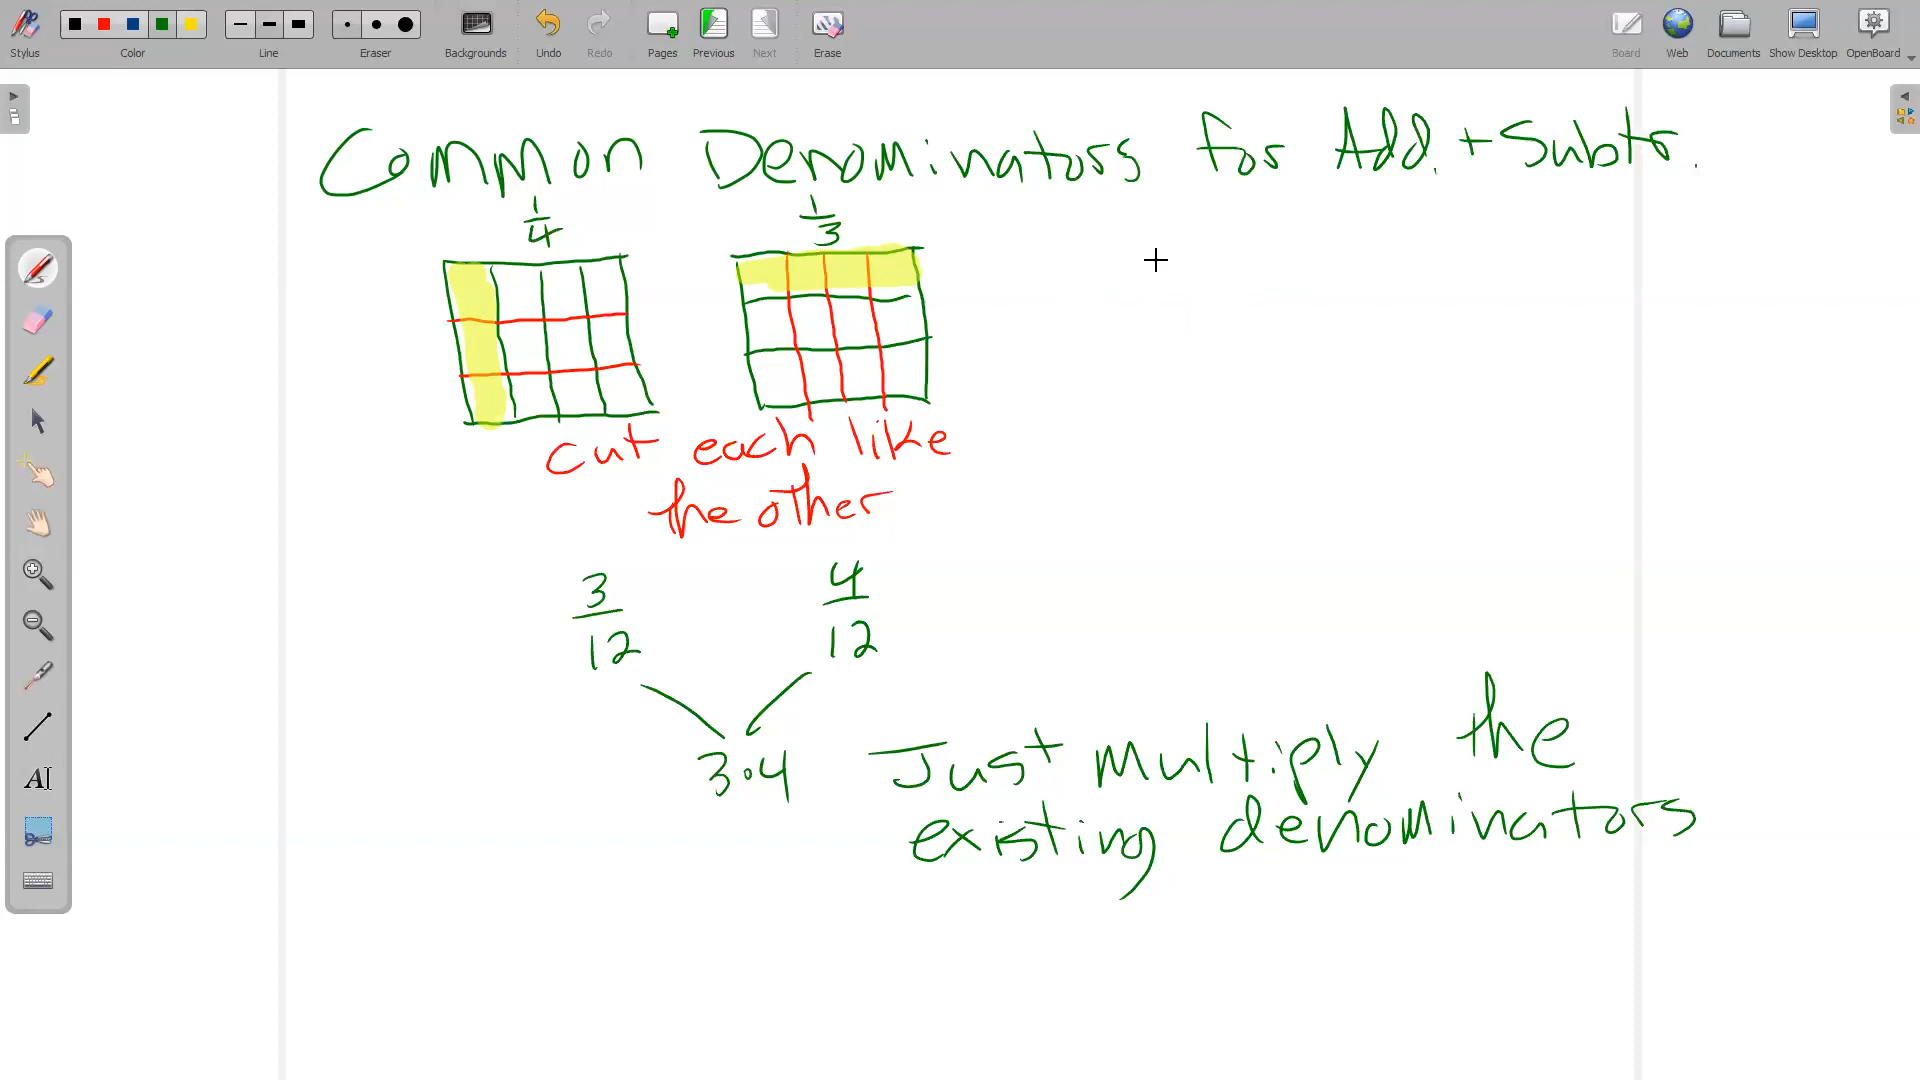 Stylus Color Line Eraser Backgrounds Undo Redo Pages Previous Next Erase Board Web Documents Show Desktop OpenBoard
Common Denominators for Add. + Subtr.
1/4 1/3
cut each like
the other
3/12 4/12
3·4
Just multiply the
existing denominators
AI